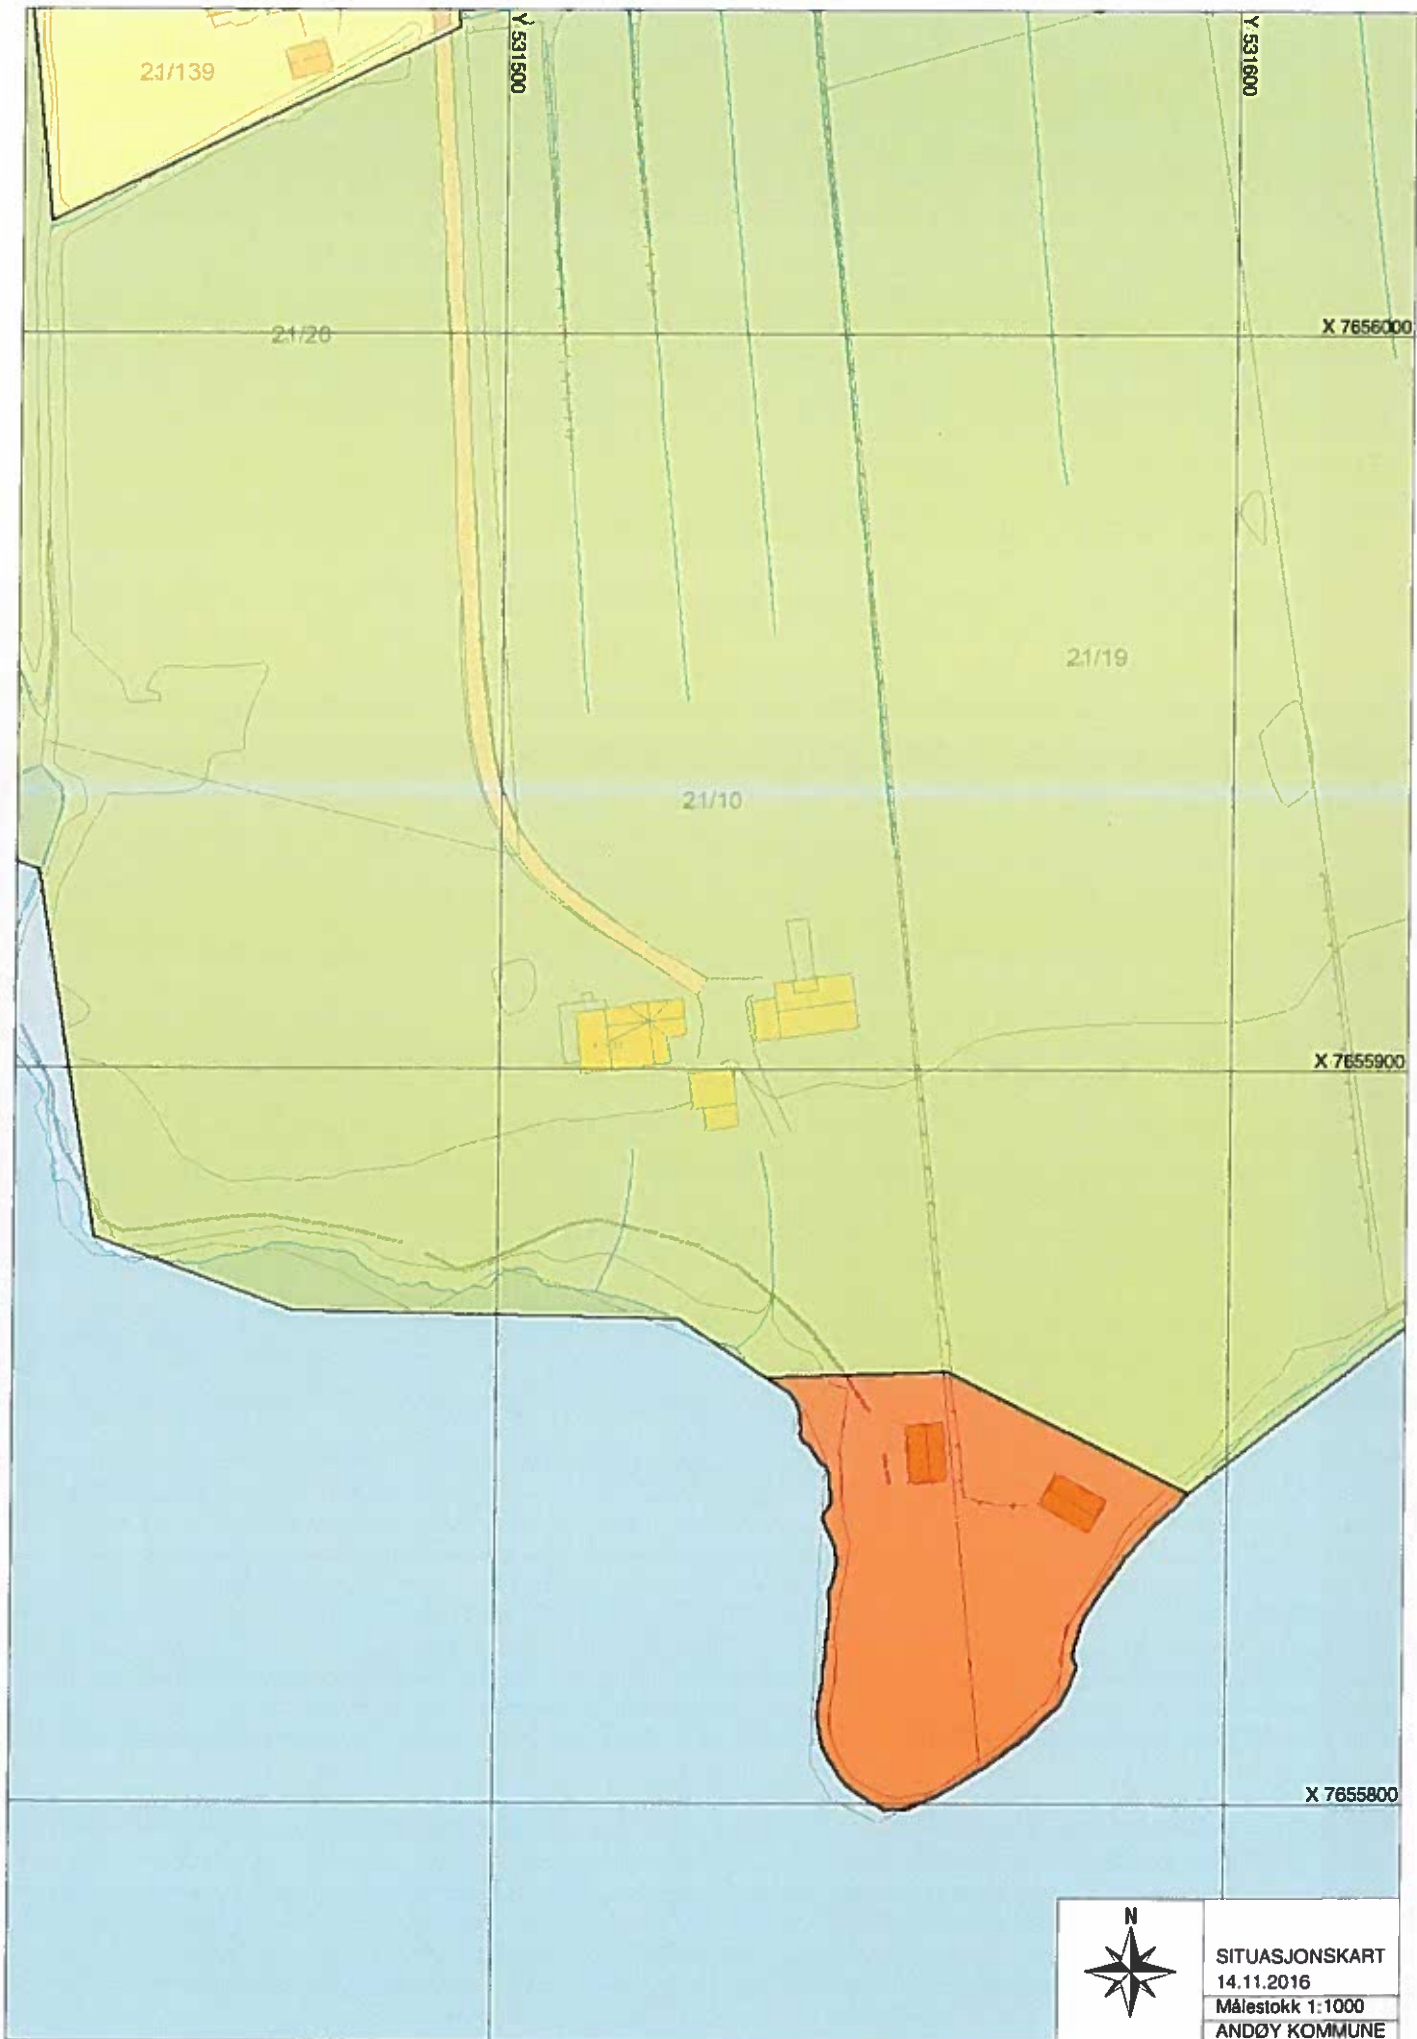 Y 531500
Y 531600
21/139
21/20
X 7656000
21/19
21/10
X 7655900
X 7655800
N
SITUASJONSKART
14.11.2016
Målestokk 1:1000
ANDØY KOMMUNE